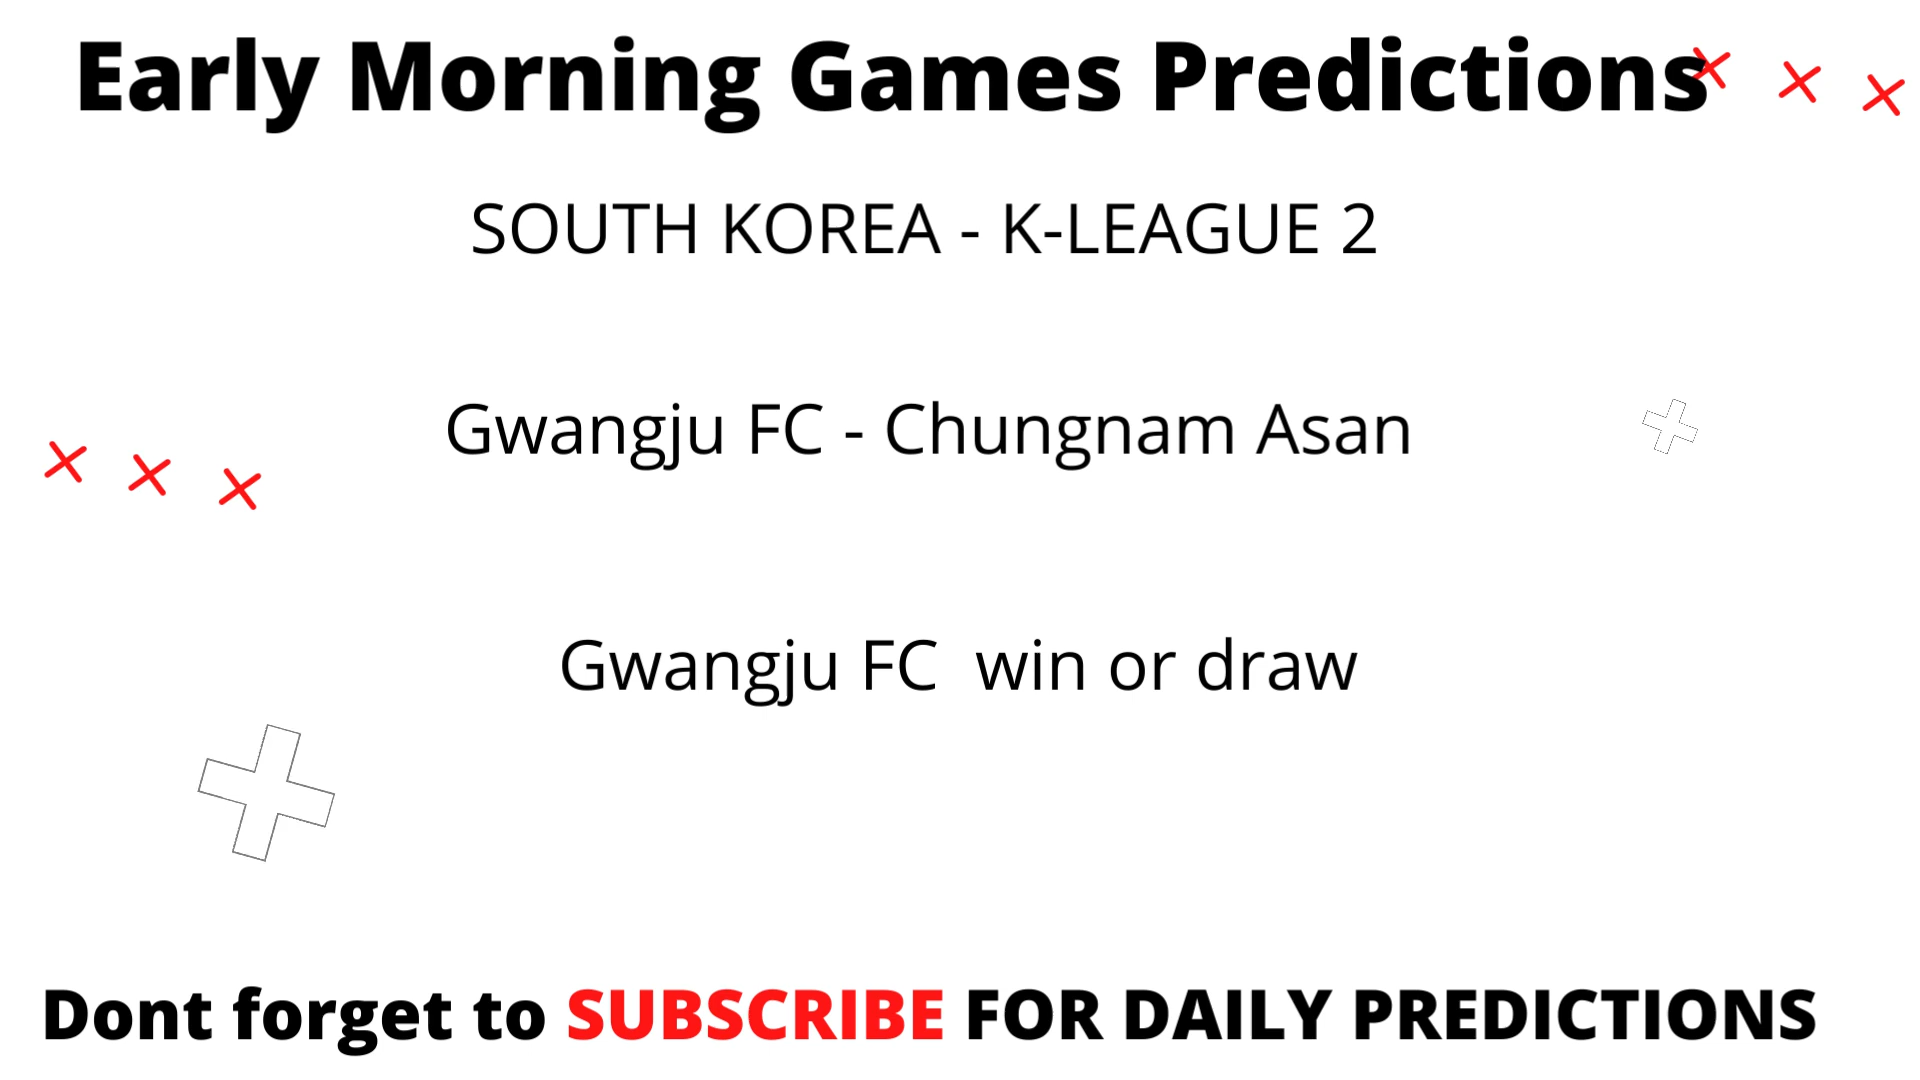 Early Morning Games Predictions
SOUTH KOREA - K-LEAGUE 2
Gwangju FC - Chungnam Asan
Gwangju FC  win or draw
Dont forget to SUBSCRIBE FOR DAILY PREDICTIONS